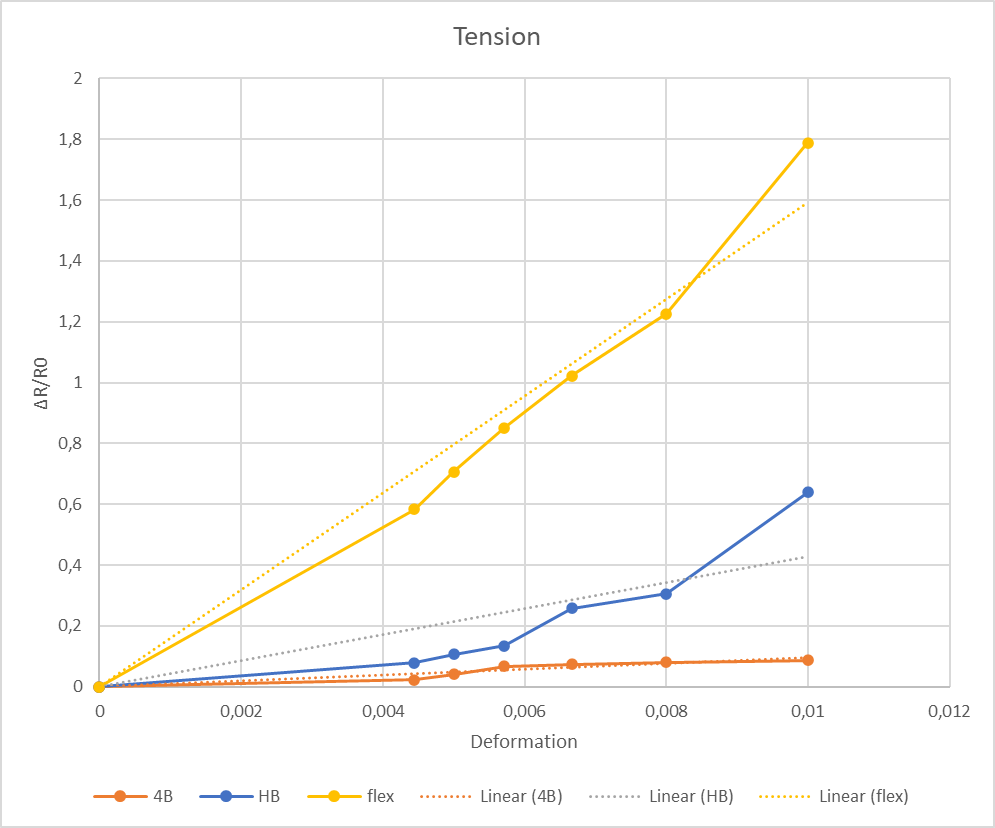 Tension
2
1,8
1,6
1,4
1,2
1
0,8
0,6
0,4
0,2
0
ΔR/R0
0 0,002 0,004 0,006 0,008 0,01 0,012
Deformation
4B HB flex Linear (4B) Linear (HB) Linear (flex)